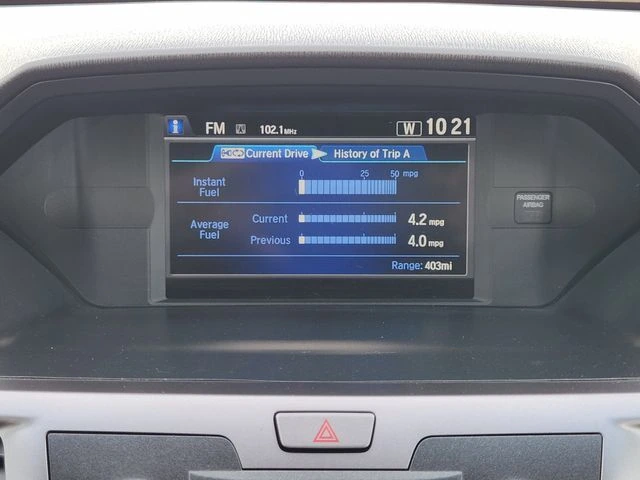 i FM 102.1MHz W 10 21
Current Drive History of Trip A
0 25 50 mpg
Instant
Fuel
Average
Fuel
Current 4.2 mpg
Previous 4.0 mpg
Range: 403mi
PASSENGER
AIRBAG